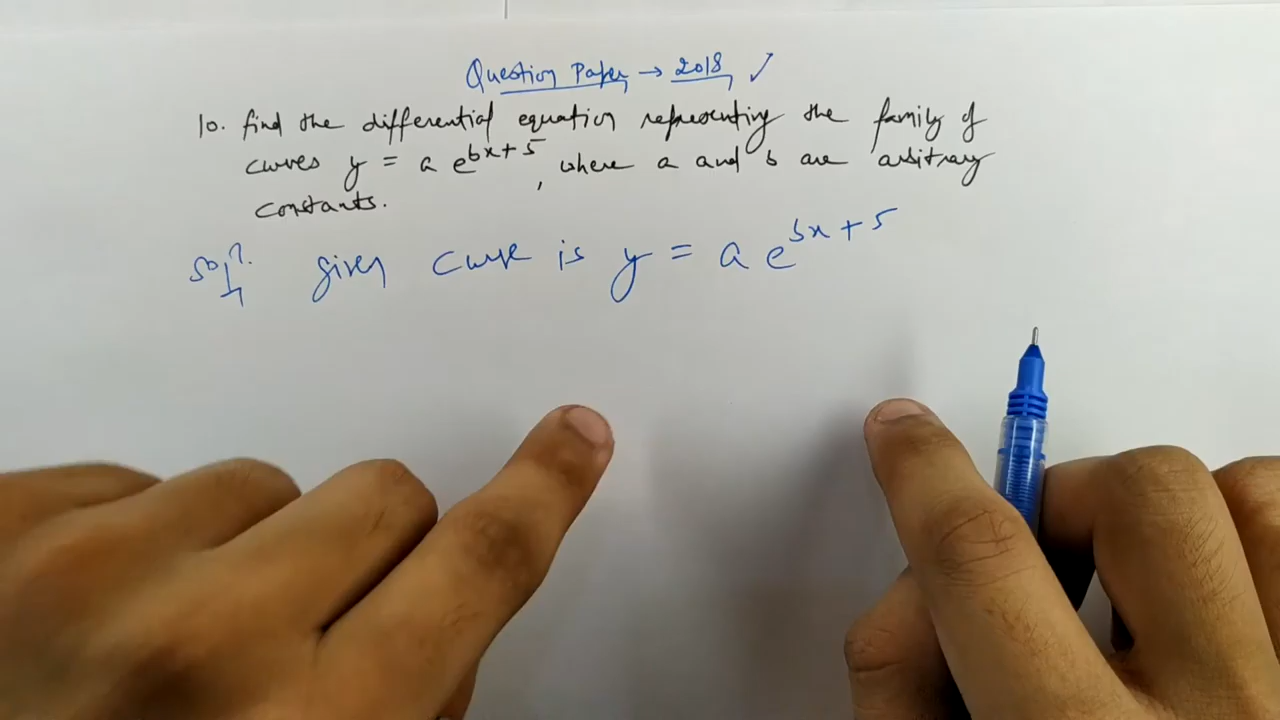 Question Paper → 2018 ✓
10. find the differential equation representing the family of
curves y = a e^{bx+5}, where a and b are arbitrary
constants.
Sol^n. given curve is y = a e^{bx+5}